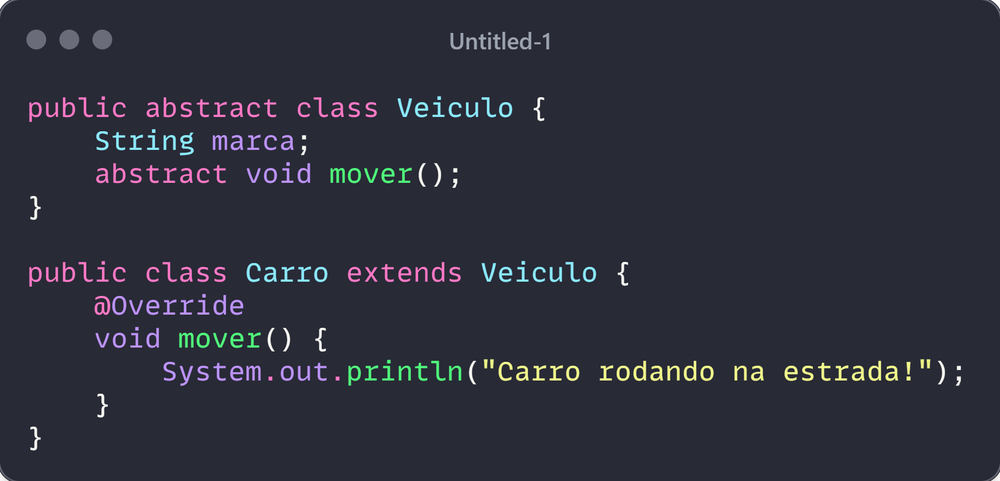 Untitled-1
public abstract class Veiculo {
    String marca;
    abstract void mover();
}
public class Carro extends Veiculo {
    @Override
    void mover() {
        System.out.println("Carro rodando na estrada!");
    }
}